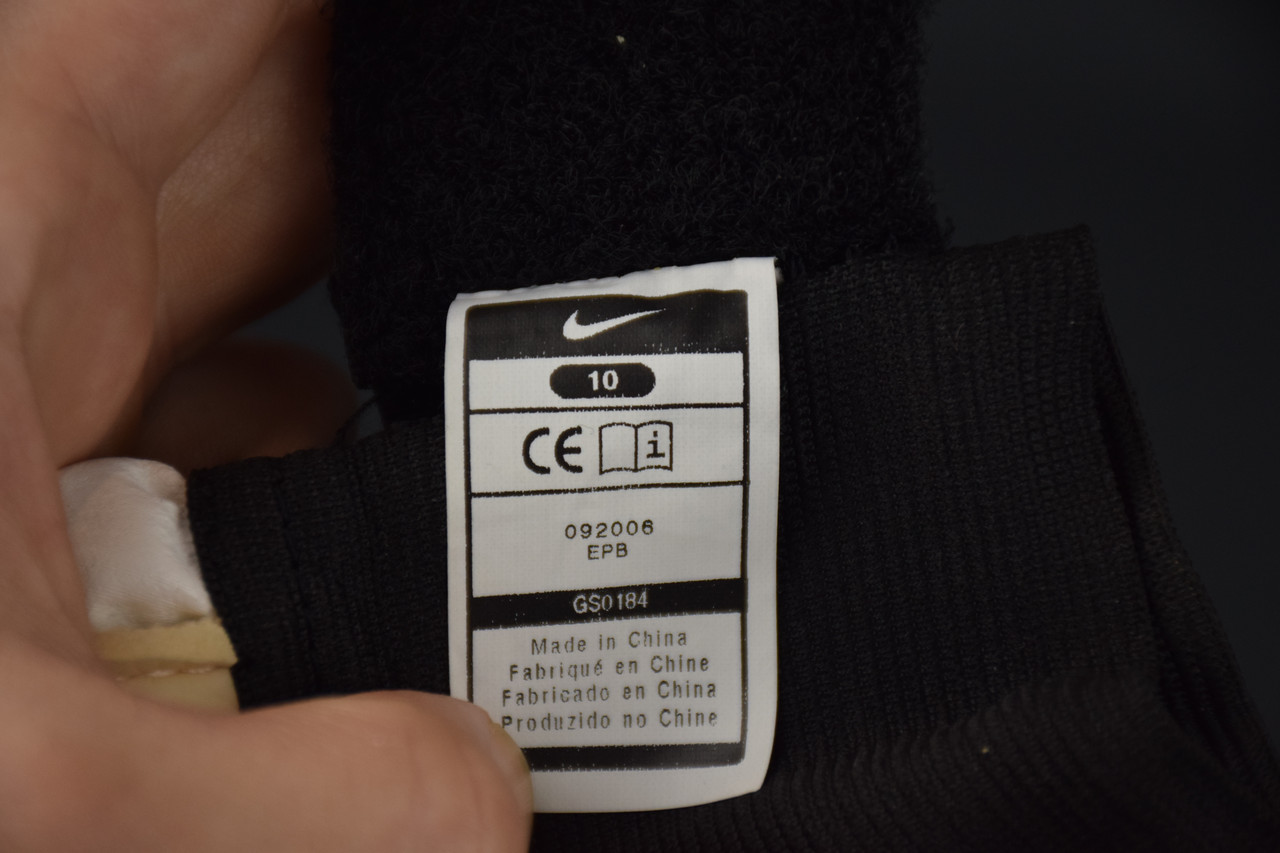 10
CE i
092006
EPB
GS0184
Made in China
Fabriqué en Chine
Fabricado en China
Produzido no Chine